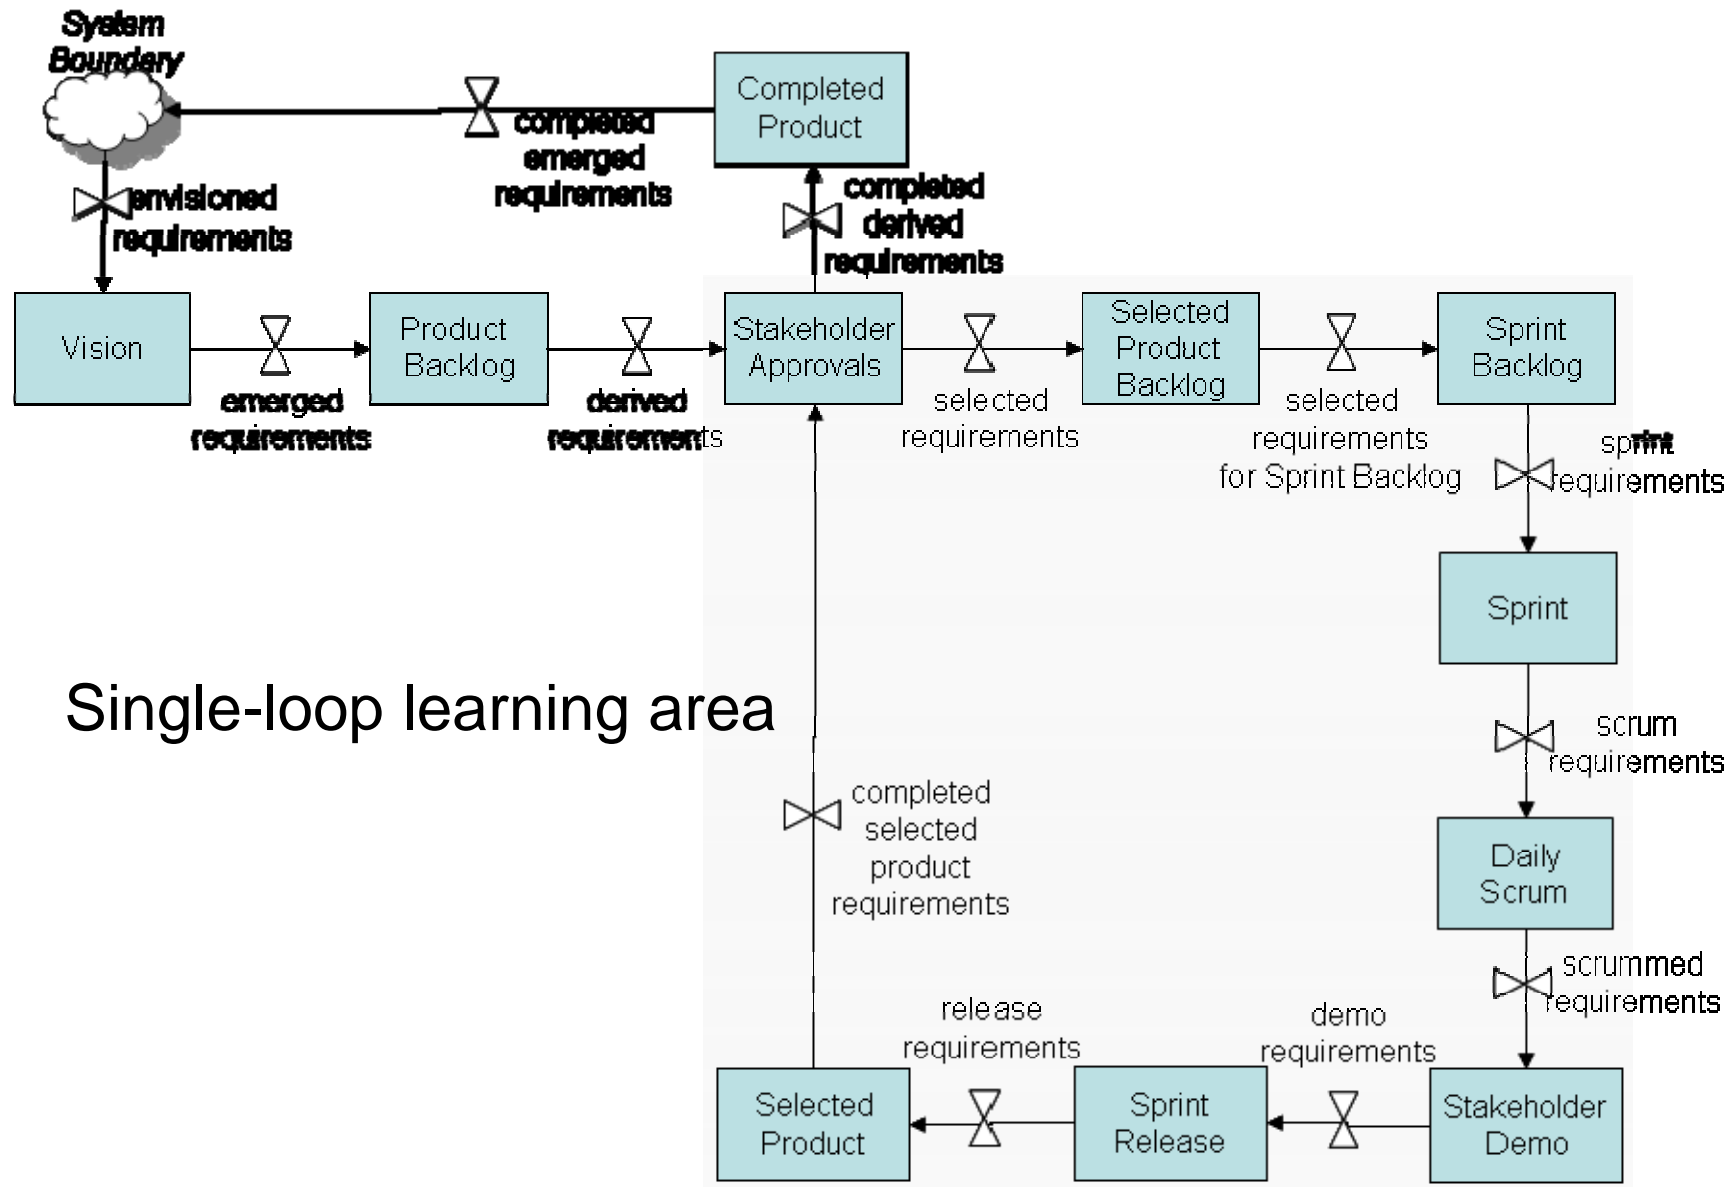 System
Boundary
Completed
Product
completed
emerged
requirements
envisioned
requirements
completed
derived
requirements
Vision
Product
Backlog
Stakeholder
Approvals
Selected
Product
Backlog
Sprint
Backlog
emerged
requirements
derived
requirements
selected
requirements
selected
requirements
for Sprint Backlog
sprint
requirements
Sprint
Single-loop learning area
scrum
requirements
completed
selected
product
requirements
Daily
Scrum
scrummed
requirements
release
requirements
demo
requirements
Selected
Product
Sprint
Release
Stakeholder
Demo